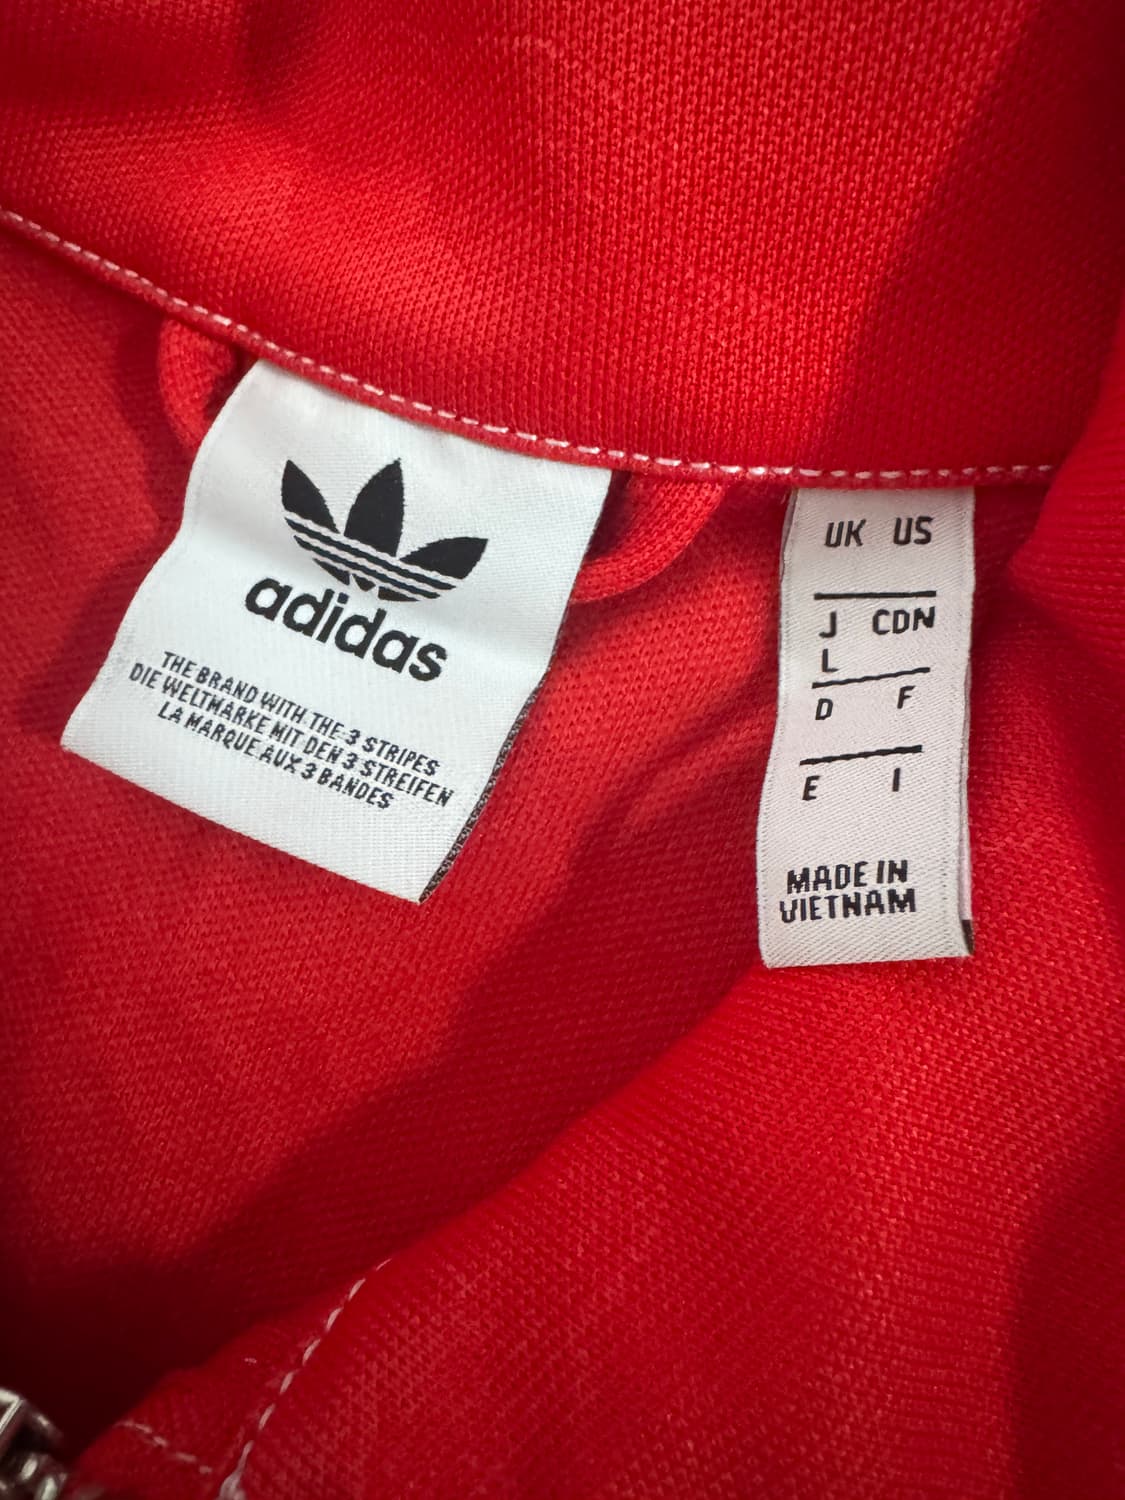 adidas
THE BRAND WITH THE 3 STRIPES
DIE WELTMARKE MIT DEN 3 STREIFEN
LA MARQUE AUX 3 BANDES
UK US
J CDN
L
D F
E I
MADE IN
VIETNAM